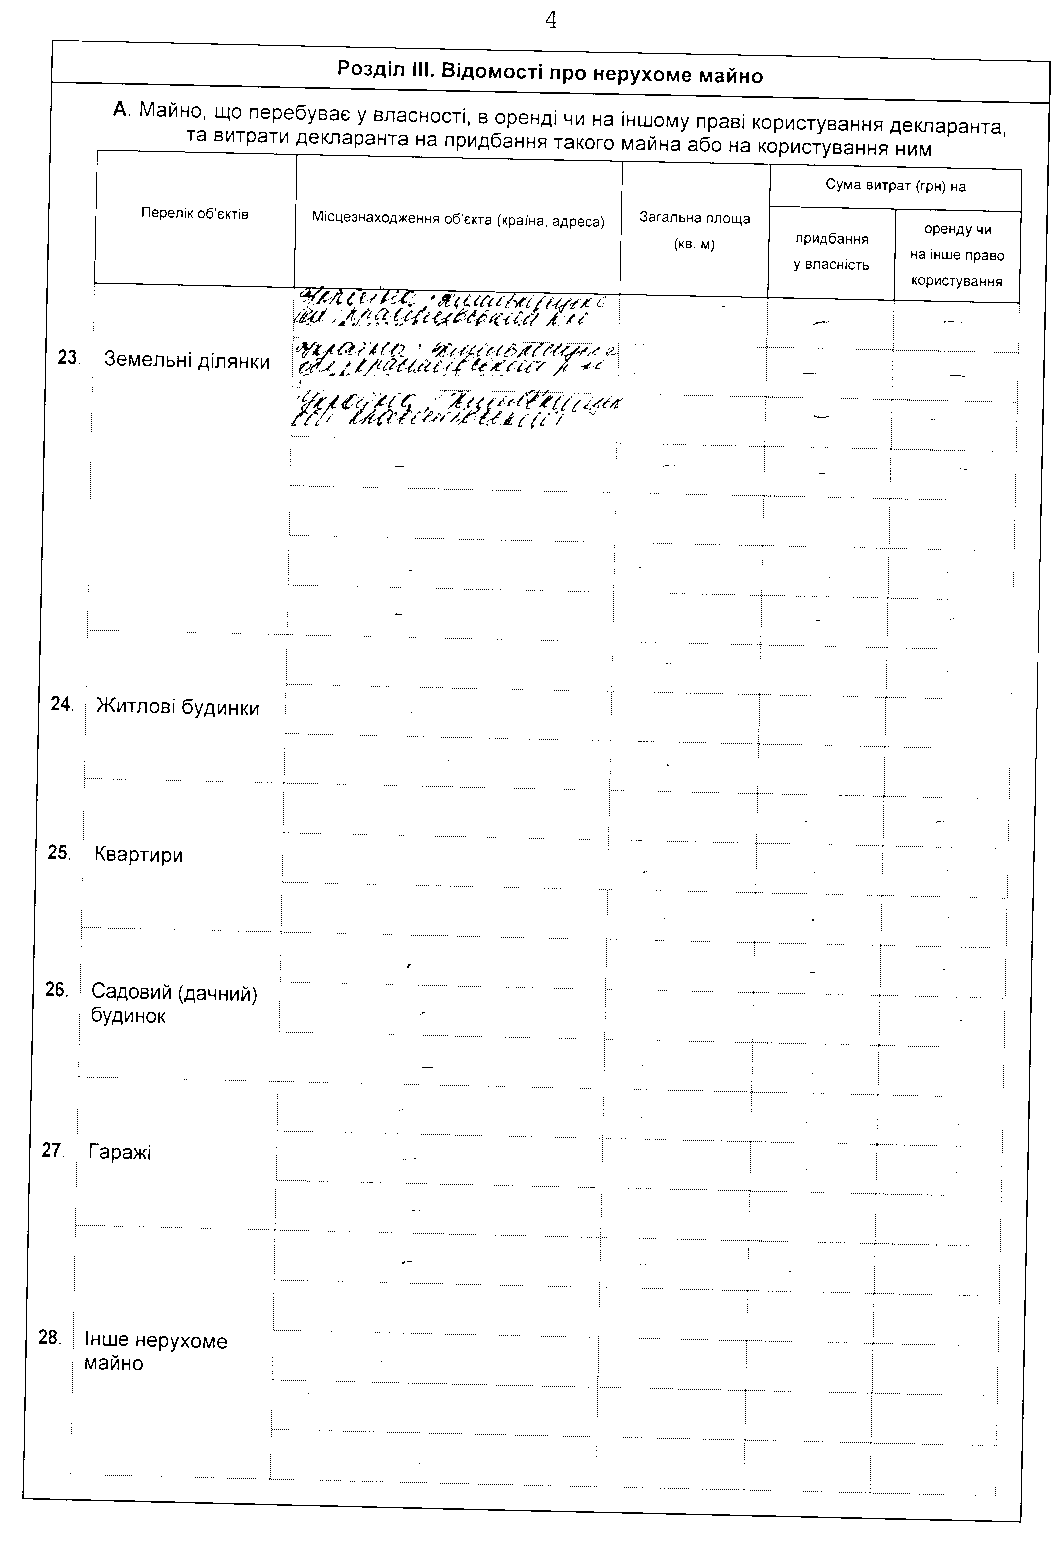 4
Розділ III. Відомості про нерухоме майно
А. Майно, що перебуває у власності, в оренді чи на іншому праві користування декларанта,
та витрати декларанта на придбання такого майна або на користування ним
Перелік об'єктів
Місцезнаходження об'єкта (країна, адреса)
Загальна площа
(кв. м)
Сума витрат (грн) на
придбання
у власність
оренду чи
на інше право
користування
23. Земельні ділянки
Україна
обл.
Україна
24. Житлові будинки
25. Квартири
26. Садовий (дачний)
будинок
27. Гаражі
28. Інше нерухоме
майно